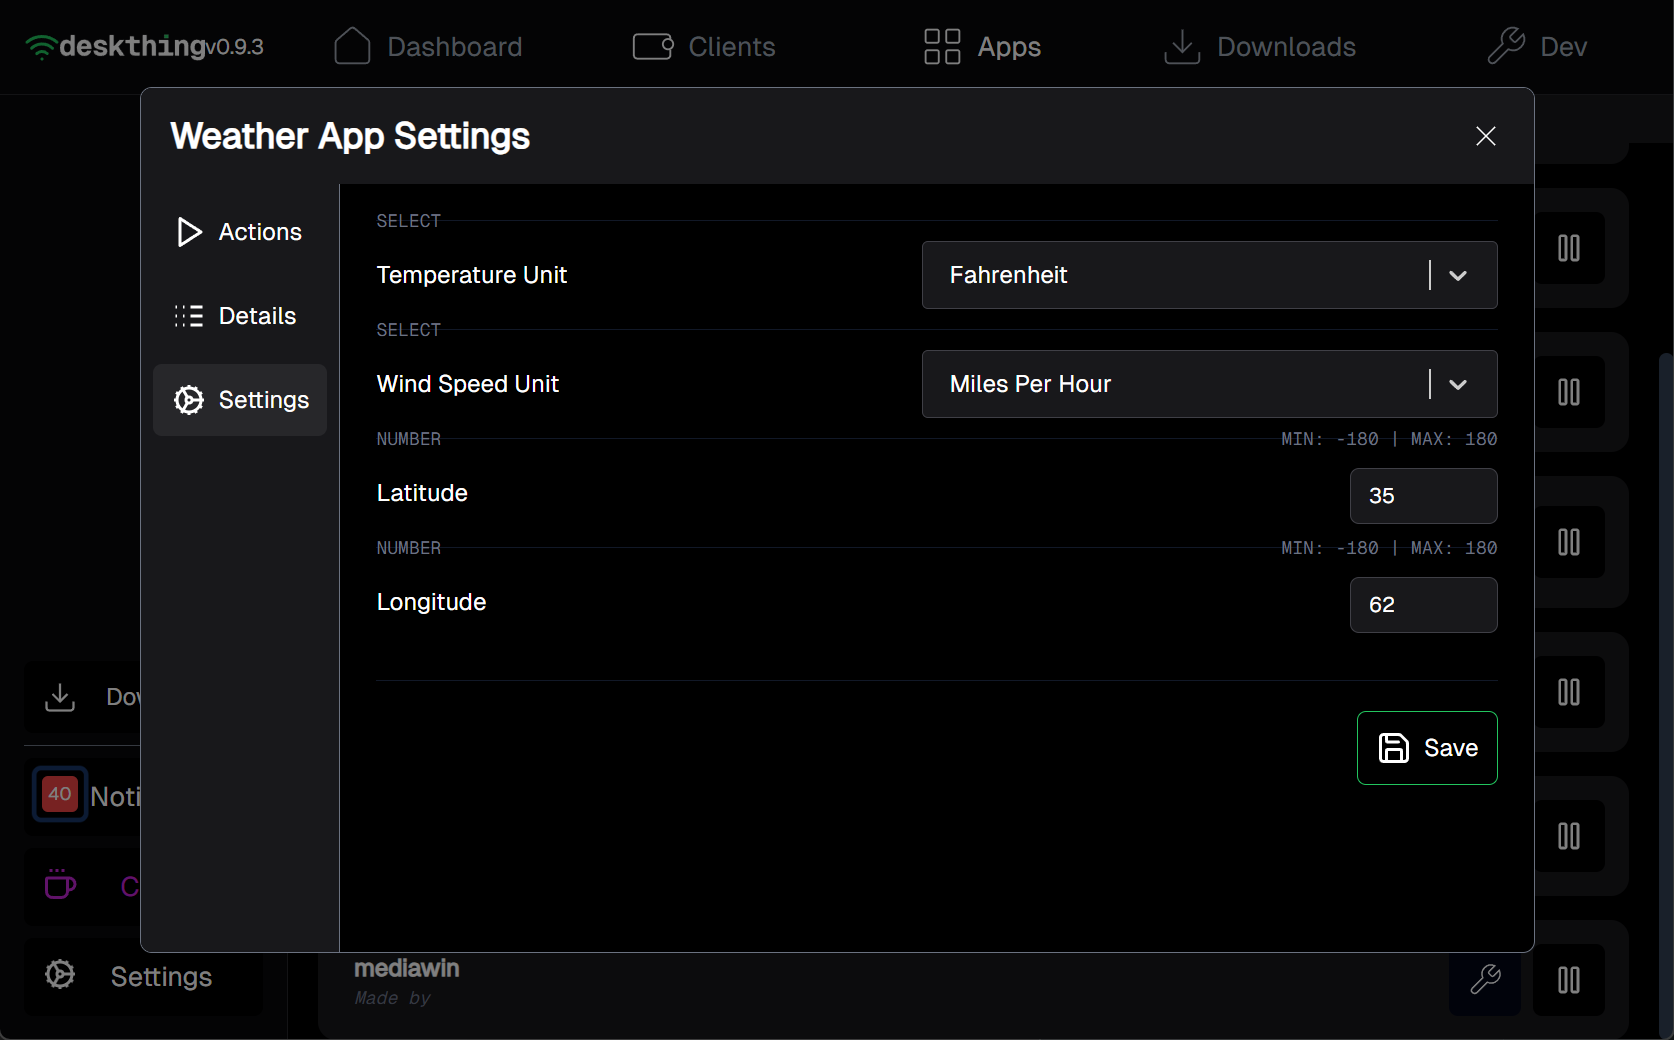 deskthing v0.9.3
Dashboard
Clients
Apps
Downloads
Dev
Weather App Settings
Actions
Details
Settings
SELECT
Temperature Unit
Fahrenheit
SELECT
Wind Speed Unit
Miles Per Hour
NUMBER
MIN: -180 | MAX: 180
Latitude
35
NUMBER
MIN: -180 | MAX: 180
Longitude
62
Save
Dow
40
Noti
C
Settings
mediawin
Made by